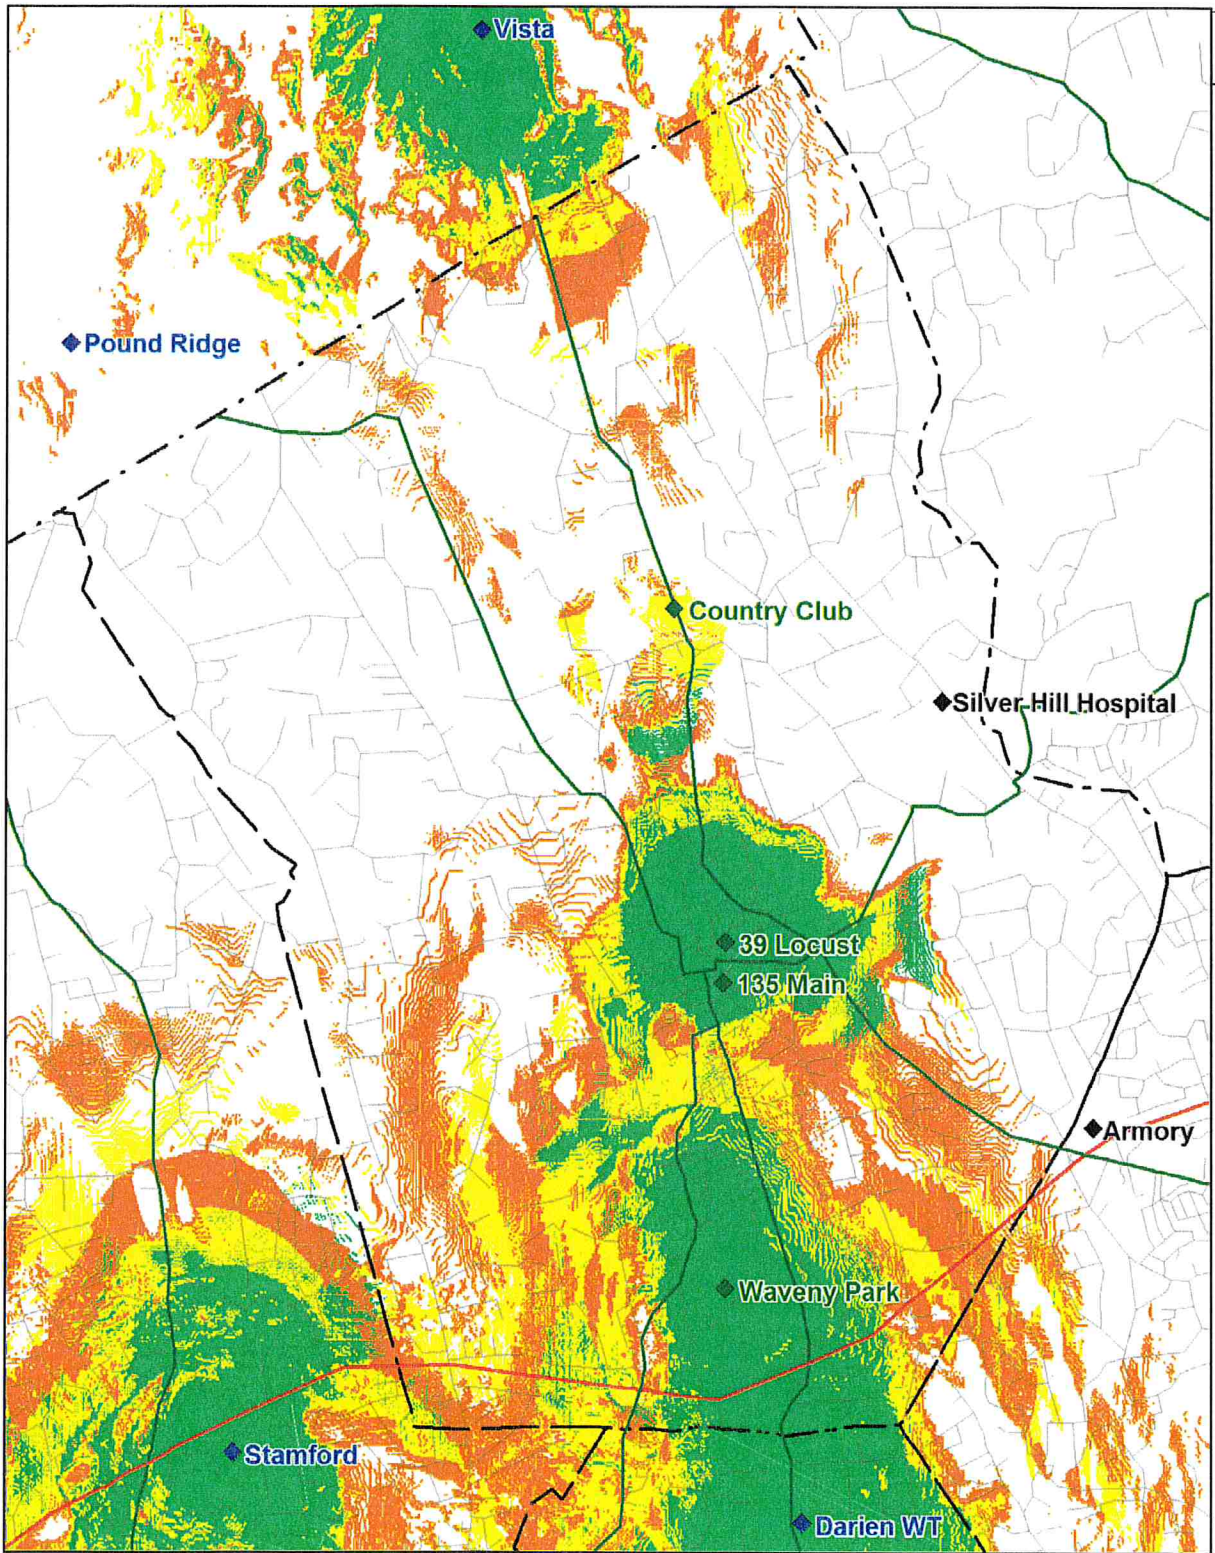 Vista
Pound Ridge
Country Club
Silver Hill Hospital
39 Locust
135 Main
Armory
Waveny Park
Stamford
Darien WT